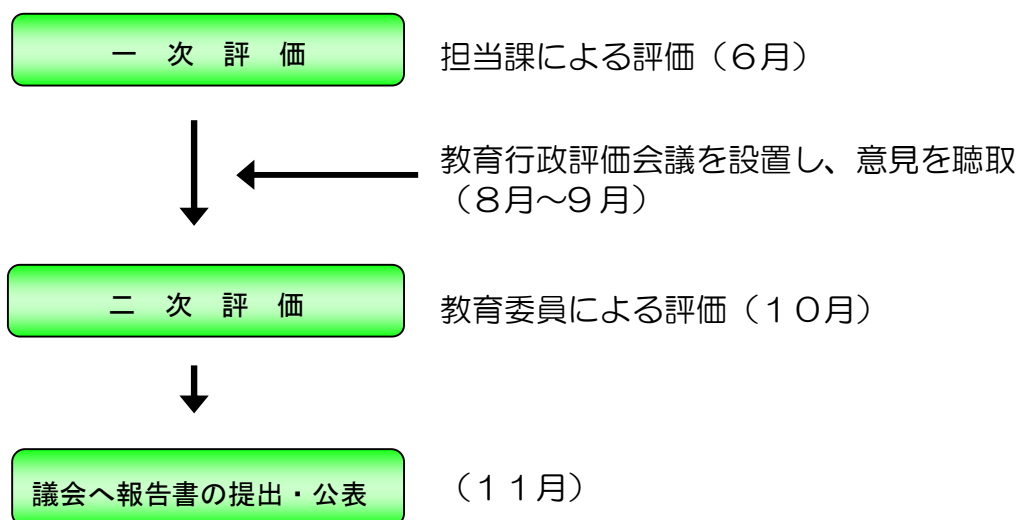 一次評価
担当課による評価（６月）
教育行政評価会議を設置し、意見を聴取
（８月～９月）
二次評価
教育委員による評価（１０月）
議会へ報告書の提出・公表
（１１月）